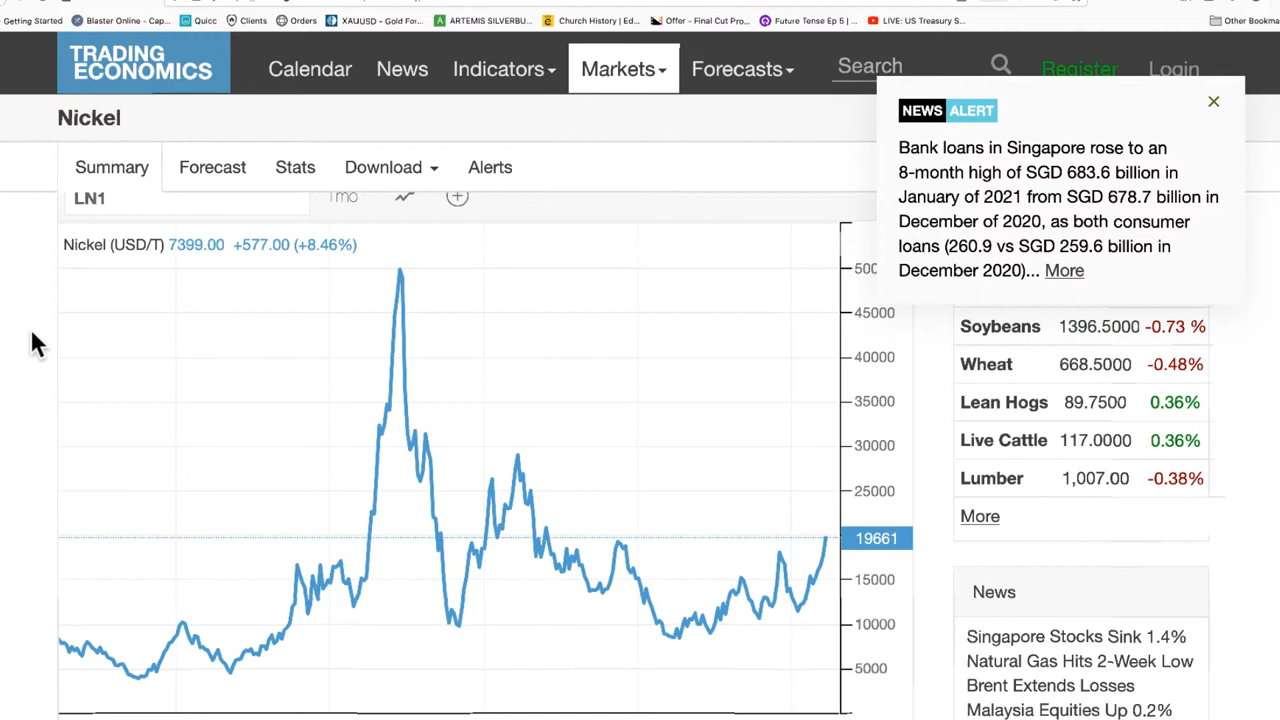 Getting Started
Blaster Online - Cap...
Quicc
Clients
Orders
XAUUSD - Gold For...
ARTEMIS SILVERBU...
Church History | Ed...
Offer - Final Cut Pro...
Future Tense Ep 5 |...
LIVE: US Treasury S...
Other Bookma
TRADING
ECONOMICS
Calendar
News
Indicators
Markets
Forecasts
Search
Register
Login
Nickel
NEWS ALERT
Bank loans in Singapore rose to an
8-month high of SGD 683.6 billion in
January of 2021 from SGD 678.7 billion in
December of 2020, as both consumer
loans (260.9 vs SGD 259.6 billion in
December 2020)... More
Summary
Forecast
Stats
Download
Alerts
LN1
Nickel (USD/T) 7399.00 +577.00 (+8.46%)
45000
40000
35000
30000
25000
19661
15000
10000
5000
Soybeans 1396.5000 -0.73 %
Wheat 668.5000 -0.48%
Lean Hogs 89.7500 0.36%
Live Cattle 117.0000 0.36%
Lumber 1,007.00 -0.38%
More
News
Singapore Stocks Sink 1.4%
Natural Gas Hits 2-Week Low
Brent Extends Losses
Malaysia Equities Up 0.2%